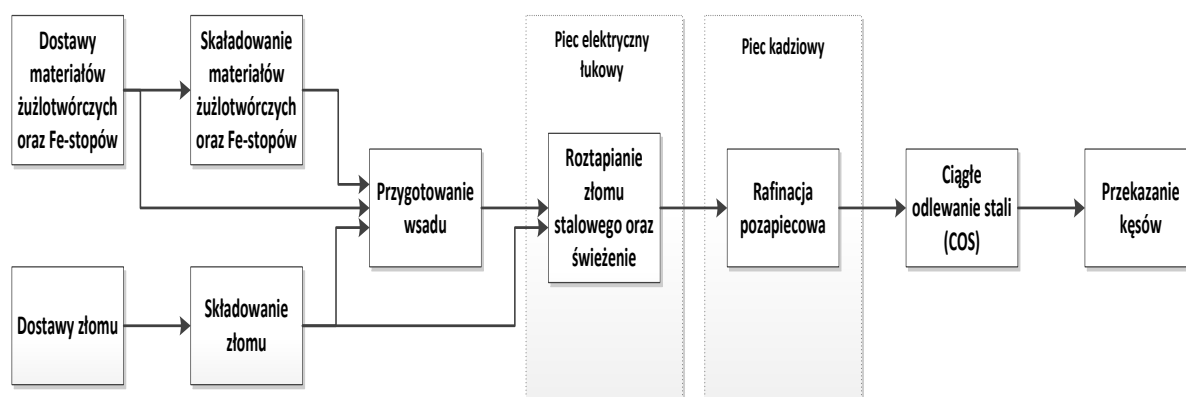 Dostawy
materiałów
żużlotwórczych
oraz Fe-stopów
Skaładowanie
materiałów
żużlotwórczych
oraz Fe-stopów
Piec elektryczny
łukowy
Piec kadziowy
Przygotowanie
wsadu
Roztapianie
złomu
stalowego oraz
świeżenie
Rafinacja
pozapiecowa
Ciągłe
odlewanie stali
(COS)
Przekazanie
kęsów
Dostawy złomu
Składowanie
złomu